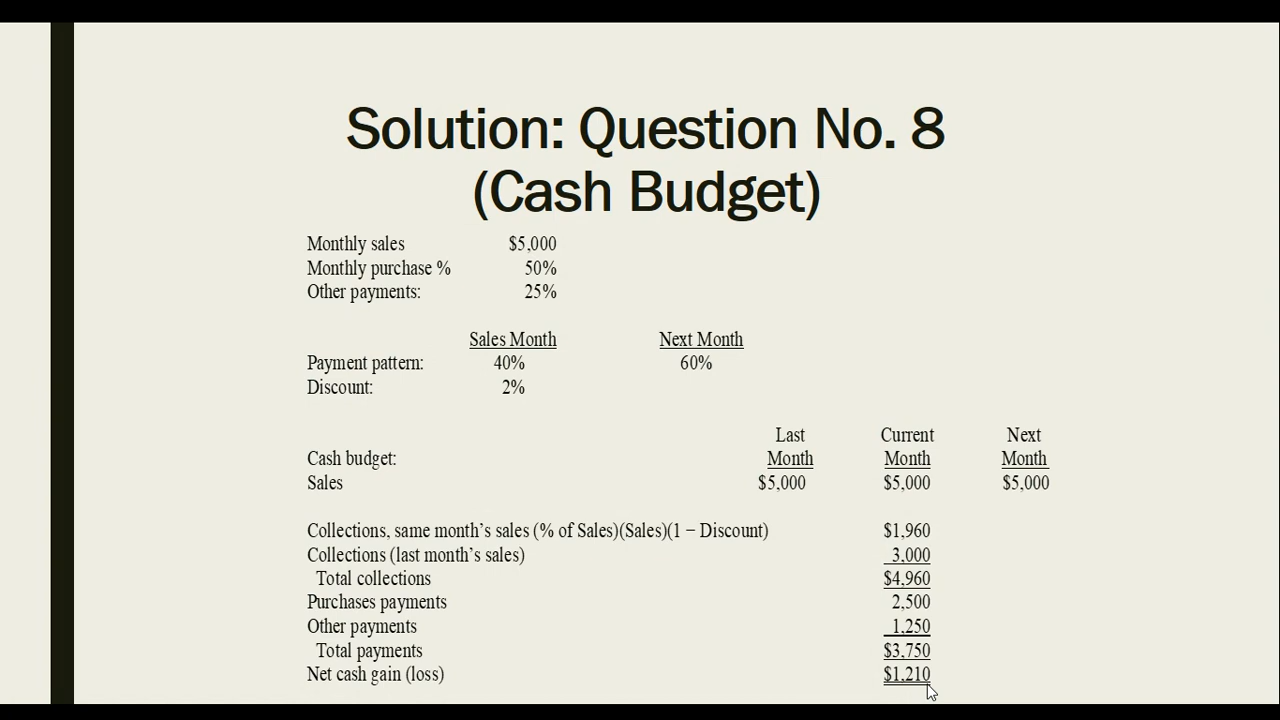 Solution: Question No. 8
(Cash Budget)
Monthly sales $5,000
Monthly purchase % 50%
Other payments: 25%
Sales Month Next Month
Payment pattern: 40% 60%
Discount: 2%
Last Current Next
Cash budget: Month Month Month
Sales $5,000 $5,000 $5,000
Collections, same month's sales (% of Sales)(Sales)(1 − Discount) $1,960
Collections (last month's sales) 3,000
Total collections $4,960
Purchases payments 2,500
Other payments 1,250
Total payments $3,750
Net cash gain (loss) $1,210